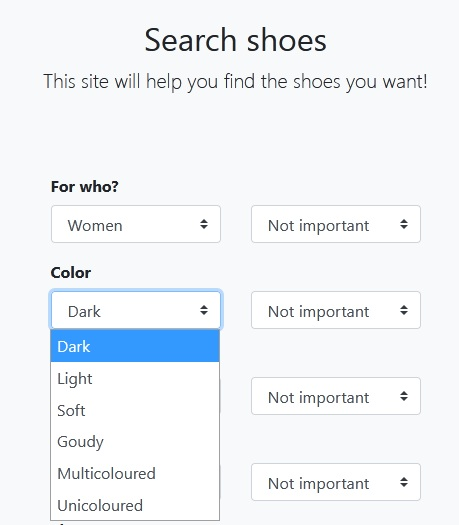 Search shoes
This site will help you find the shoes you want!
For who?
Women Not important
Color
Dark Not important
Dark
Light
Soft Not important
Goudy
Multicoloured Not important
Unicoloured